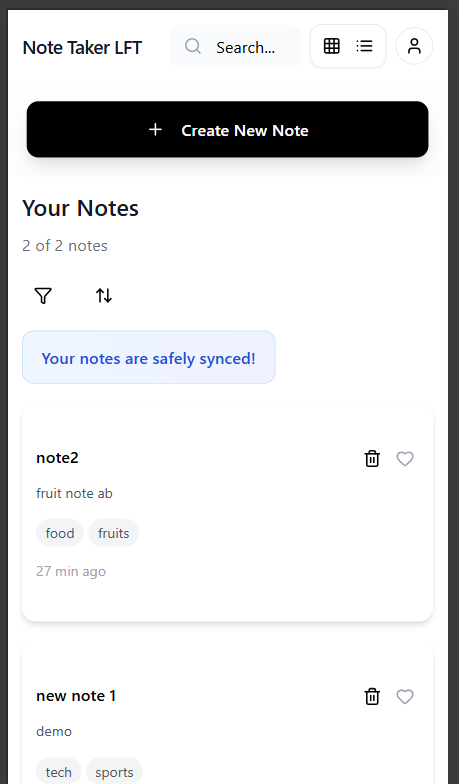 Note Taker LFT
Search...
Create New Note
Your Notes
2 of 2 notes
Your notes are safely synced!
note2
fruit note ab
food fruits
27 min ago
new note 1
demo
tech sports